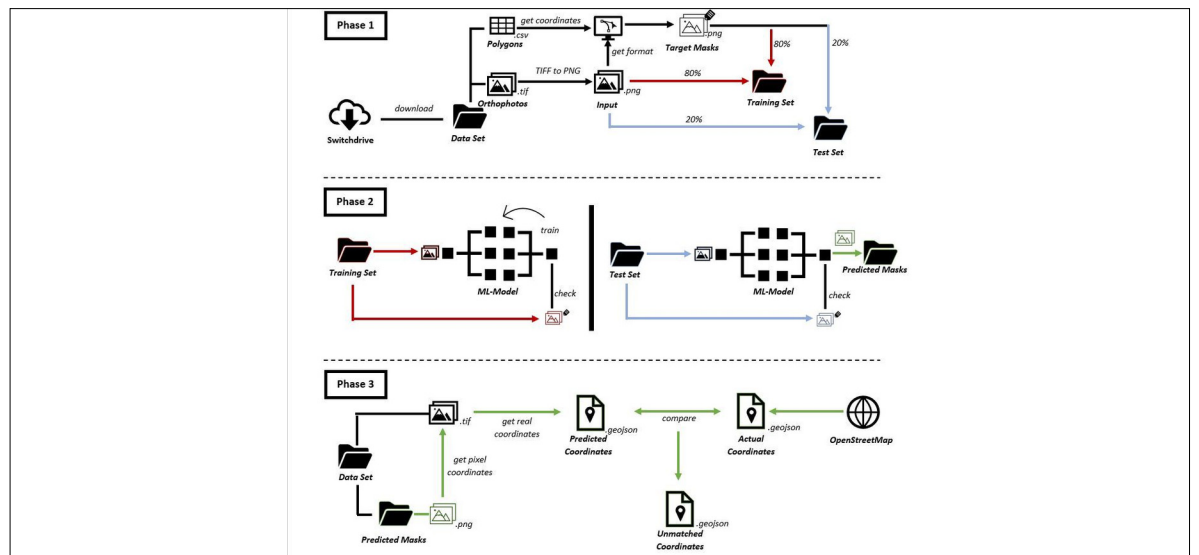 Phase 1
get coordinates
.csv
Polygons
.png
Target Masks
80%
20%
get format
TIFF to PNG
.tif
Orthophotos
.png
Input
80%
Training Set
download
Switchdrive
Data Set
20%
Test Set
Phase 2
train
Training Set
ML-Model
check
Test Set
ML-Model
Predicted Masks
check
Phase 3
.tif
get real
coordinates
.geojson
Predicted
Coordinates
compare
.geojson
Actual
Coordinates
OpenStreetMap
get pixel
coordinates
Data Set
.png
Predicted Masks
.geojson
Unmatched
Coordinates